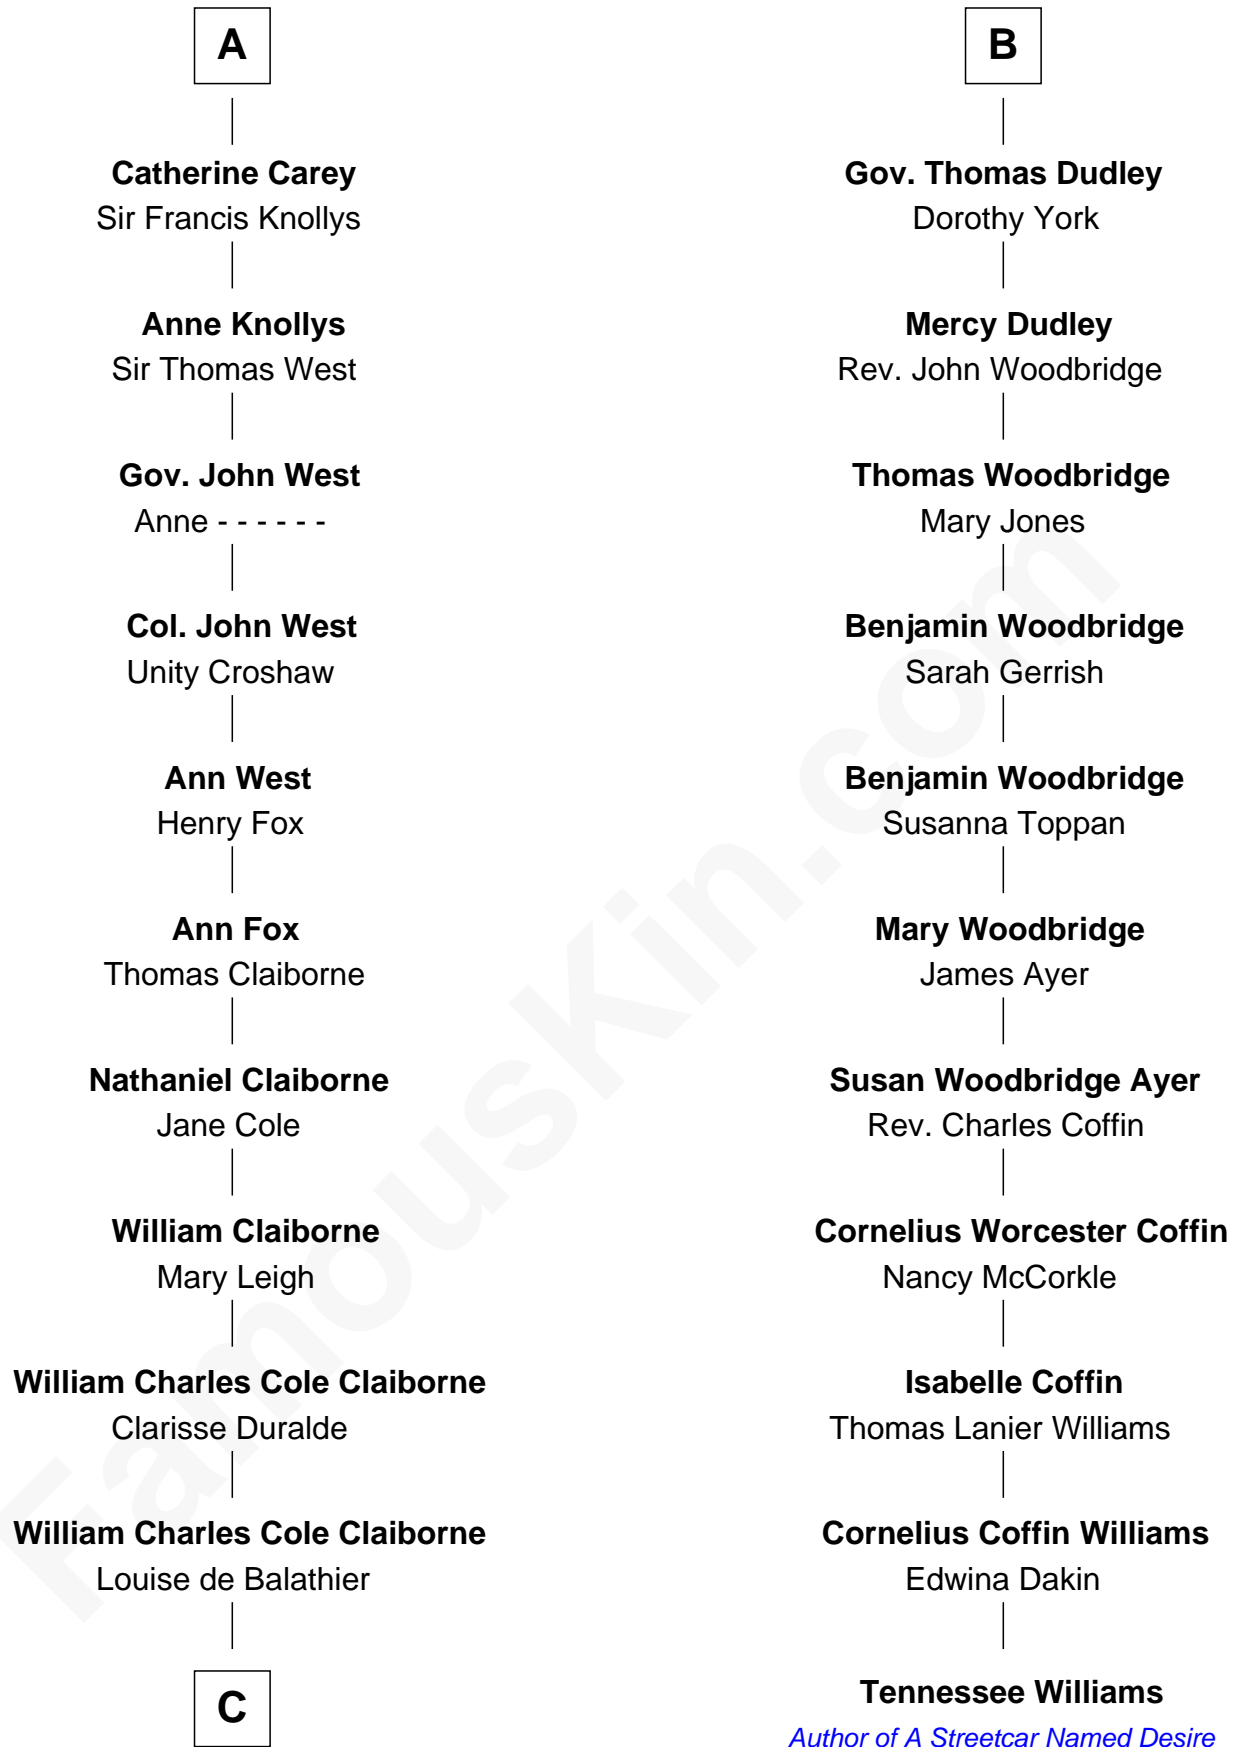 A
Catherine Carey
Sir Francis Knollys
Anne Knollys
Sir Thomas West
Gov. John West
Anne - - - - - -
Col. John West
Unity Croshaw
Ann West
Henry Fox
Ann Fox
Thomas Claiborne
Nathaniel Claiborne
Jane Cole
William Claiborne
Mary Leigh
William Charles Cole Claiborne
Clarisse Duralde
William Charles Cole Claiborne
Louise de Balathier
C
B
Gov. Thomas Dudley
Dorothy York
Mercy Dudley
Rev. John Woodbridge
Thomas Woodbridge
Mary Jones
Benjamin Woodbridge
Sarah Gerrish
Benjamin Woodbridge
Susanna Toppan
Mary Woodbridge
James Ayer
Susan Woodbridge Ayer
Rev. Charles Coffin
Cornelius Worcester Coffin
Nancy McCorkle
Isabelle Coffin
Thomas Lanier Williams
Cornelius Coffin Williams
Edwina Dakin
Tennessee Williams
Author of A Streetcar Named Desire
FamousKin.com